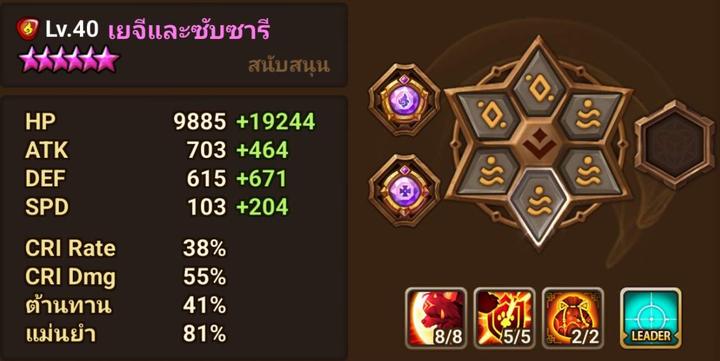 Lv.40 เยจีและซับซารี
สนับสนุน
HP 9885 +19244
ATK 703 +464
DEF 615 +671
SPD 103 +204
CRI Rate 38%
CRI Dmg 55%
ต้านทาน 41%
แม่นยำ 81%
8/8 5/5 2/2 LEADER